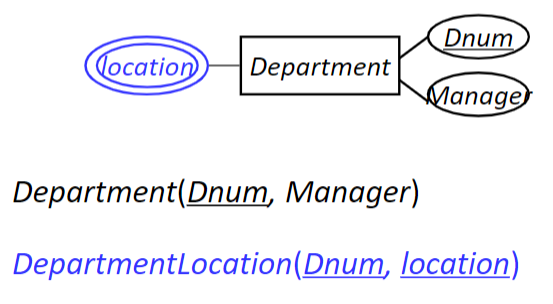 Dnum
location
Department
Manager
Department(Dnum, Manager)
DepartmentLocation(Dnum, location)